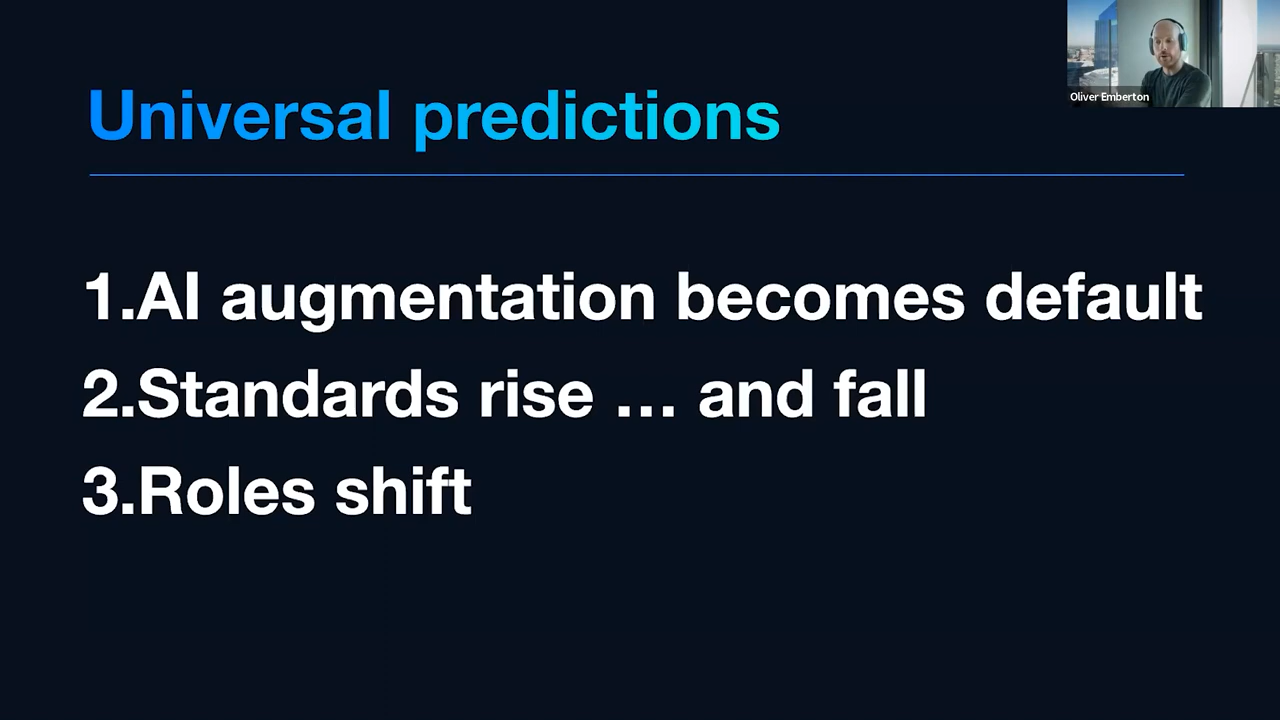 Oliver Emberton
Universal predictions
1.AI augmentation becomes default
2.Standards rise … and fall
3.Roles shift